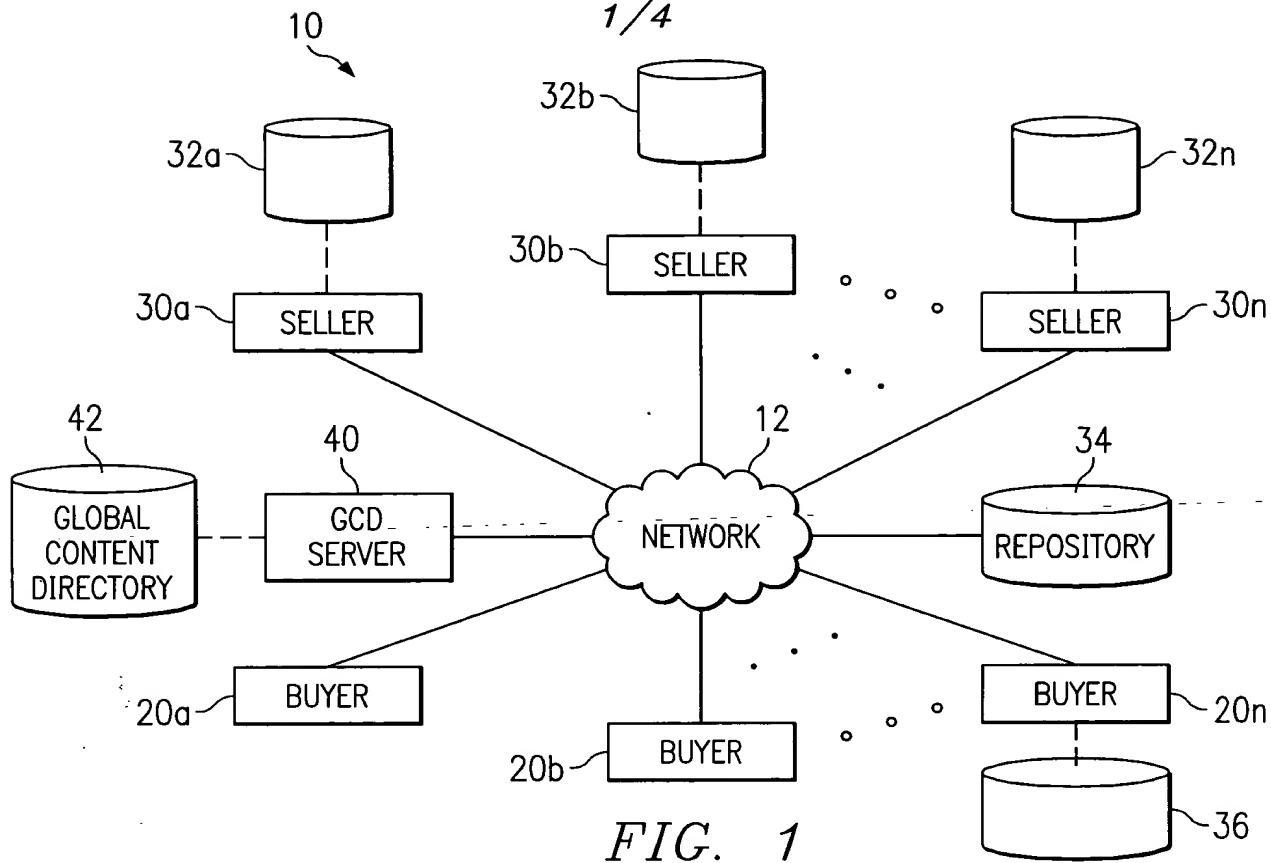 1/4
10
32a
32b
32n
30a
SELLER
30b
SELLER
30n
SELLER
42
GLOBAL
CONTENT
DIRECTORY
40
GCD
SERVER
12
NETWORK
34
REPOSITORY
20a
BUYER
20b
BUYER
20n
BUYER
36
FIG. 1